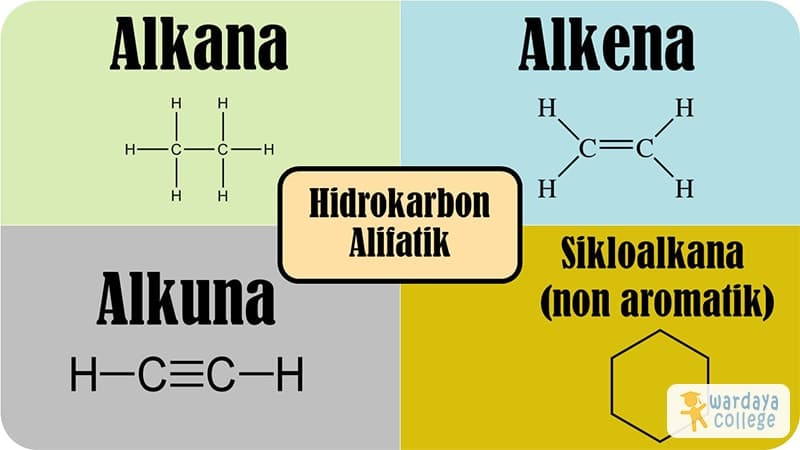 Alkana
H H
H C C H
H H
Alkena
H H
C=C
H H
Hidrokarbon
Alifatik
Alkuna
H–C≡C–H
Sikloalkana
(non aromatik)
wardaya
college